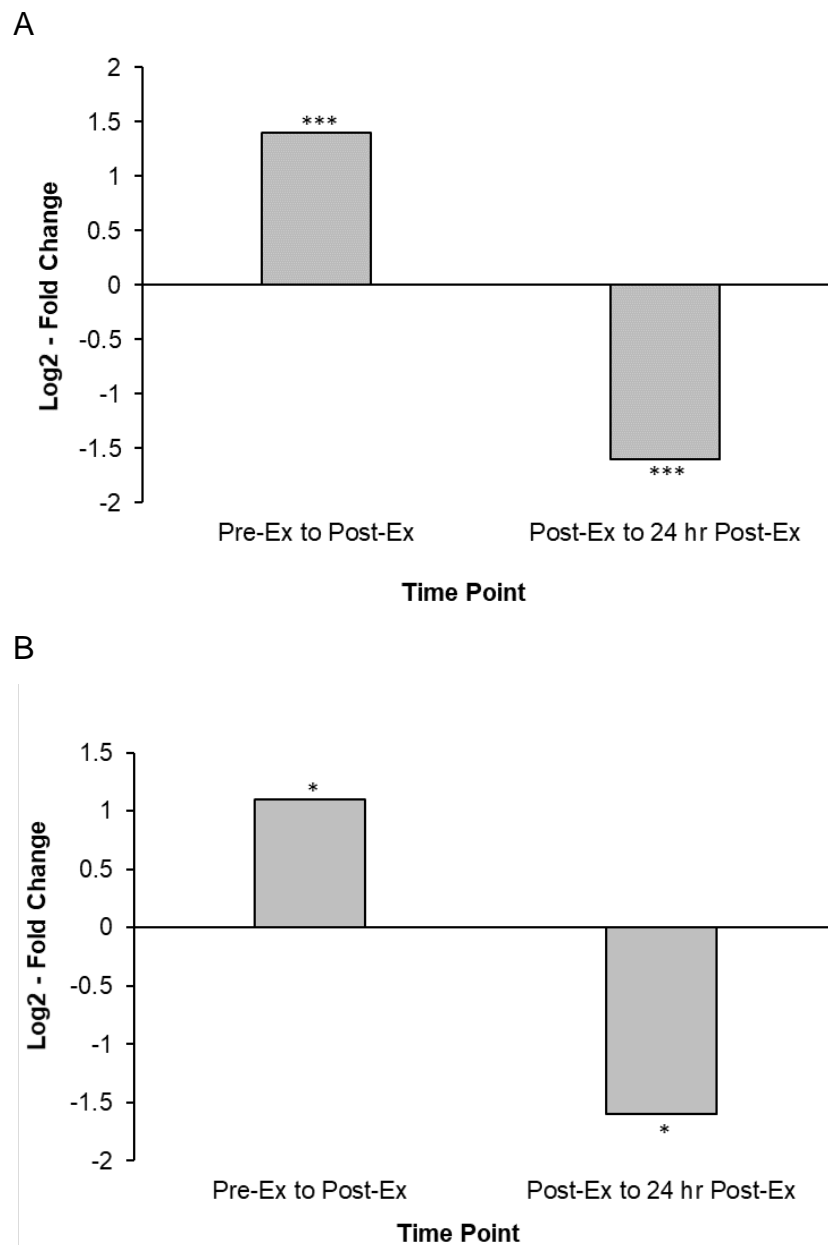 A
2
1.5
1
0.5
0
-0.5
-1
-1.5
-2
Log2 - Fold Change
***
***
Pre-Ex to Post-Ex
Post-Ex to 24 hr Post-Ex
Time Point
B
1.5
1
0.5
0
-0.5
-1
-1.5
-2
Log2 - Fold Change
*
*
Pre-Ex to Post-Ex
Post-Ex to 24 hr Post-Ex
Time Point